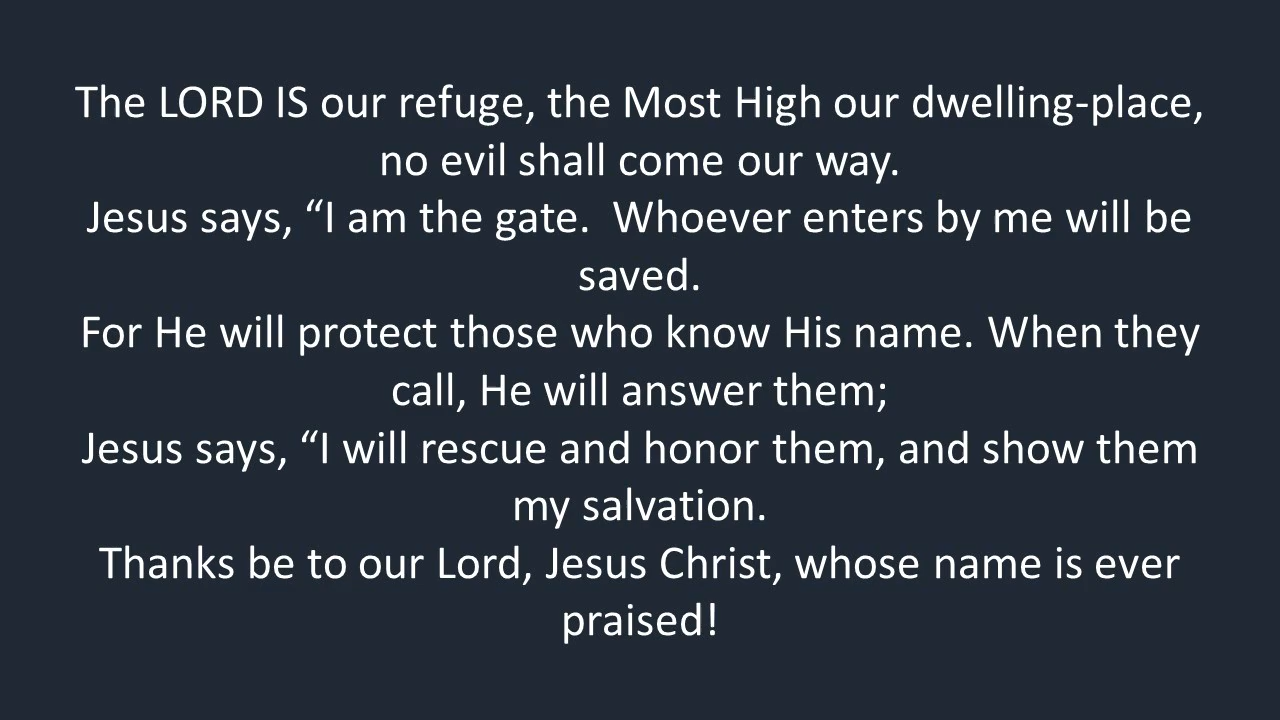 The LORD IS our refuge, the Most High our dwelling-place,
no evil shall come our way.
Jesus says, “I am the gate.  Whoever enters by me will be
saved.
For He will protect those who know His name. When they
call, He will answer them;
Jesus says, “I will rescue and honor them, and show them
my salvation.
Thanks be to our Lord, Jesus Christ, whose name is ever
praised!